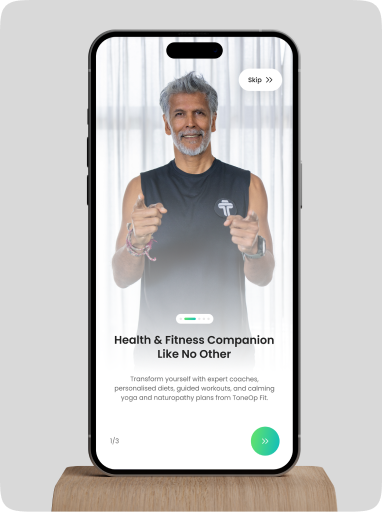 Skip
Health & Fitness Companion
Like No Other
Transform yourself with expert coaches,
personalised diets, guided workouts, and calming
yoga and naturopathy plans from ToneOp Fit.
1/3